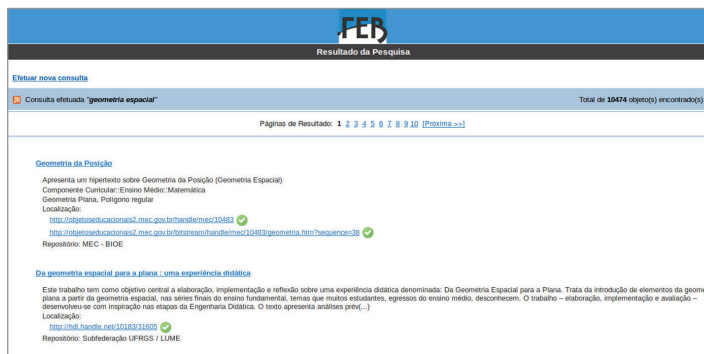 FEB
Resultado da Pesquisa
Efetuar nova consulta
Consulta efetuada "geometria espacial" Total de 10474 objeto(s) encontrado(s)
Páginas de Resultado: 1 2 3 4 5 6 7 8 9 10 [Próxima >>]
Geometria da Posição
Apresenta um hipertexto sobre Geometria da Posição (Geometria Espacial)
Componente Curricular::Ensino Médio::Matemática
Geometria Plana, Polígono regular
Localização:
http://objetoseducacionais2.mec.gov.br/handle/mec/10483
http://objetoseducacionais2.mec.gov.br/bitstream/handle/mec/10483/geometria.htm?sequence=38
Repositório: MEC - BIOE
Da geometria espacial para a plana : uma experiência didática
Este trabalho tem como objetivo central a elaboração, implementação e reflexão sobre uma experiência didática denominada: Da Geometria Espacial para a Plana. Trata da introdução de elementos da geome
plana a partir da geometria espacial, nas séries finais do ensino fundamental, temas que muitos estudantes, egressos do ensino médio, desconhecem. O trabalho – elaboração, implementação e avaliação –
desenvolveu-se com inspiração nas etapas da Engenharia Didática. O texto apresenta análises prév(...)
Localização:
http://hdl.handle.net/10183/31605
Repositório: Subfederação UFRGS / LUME